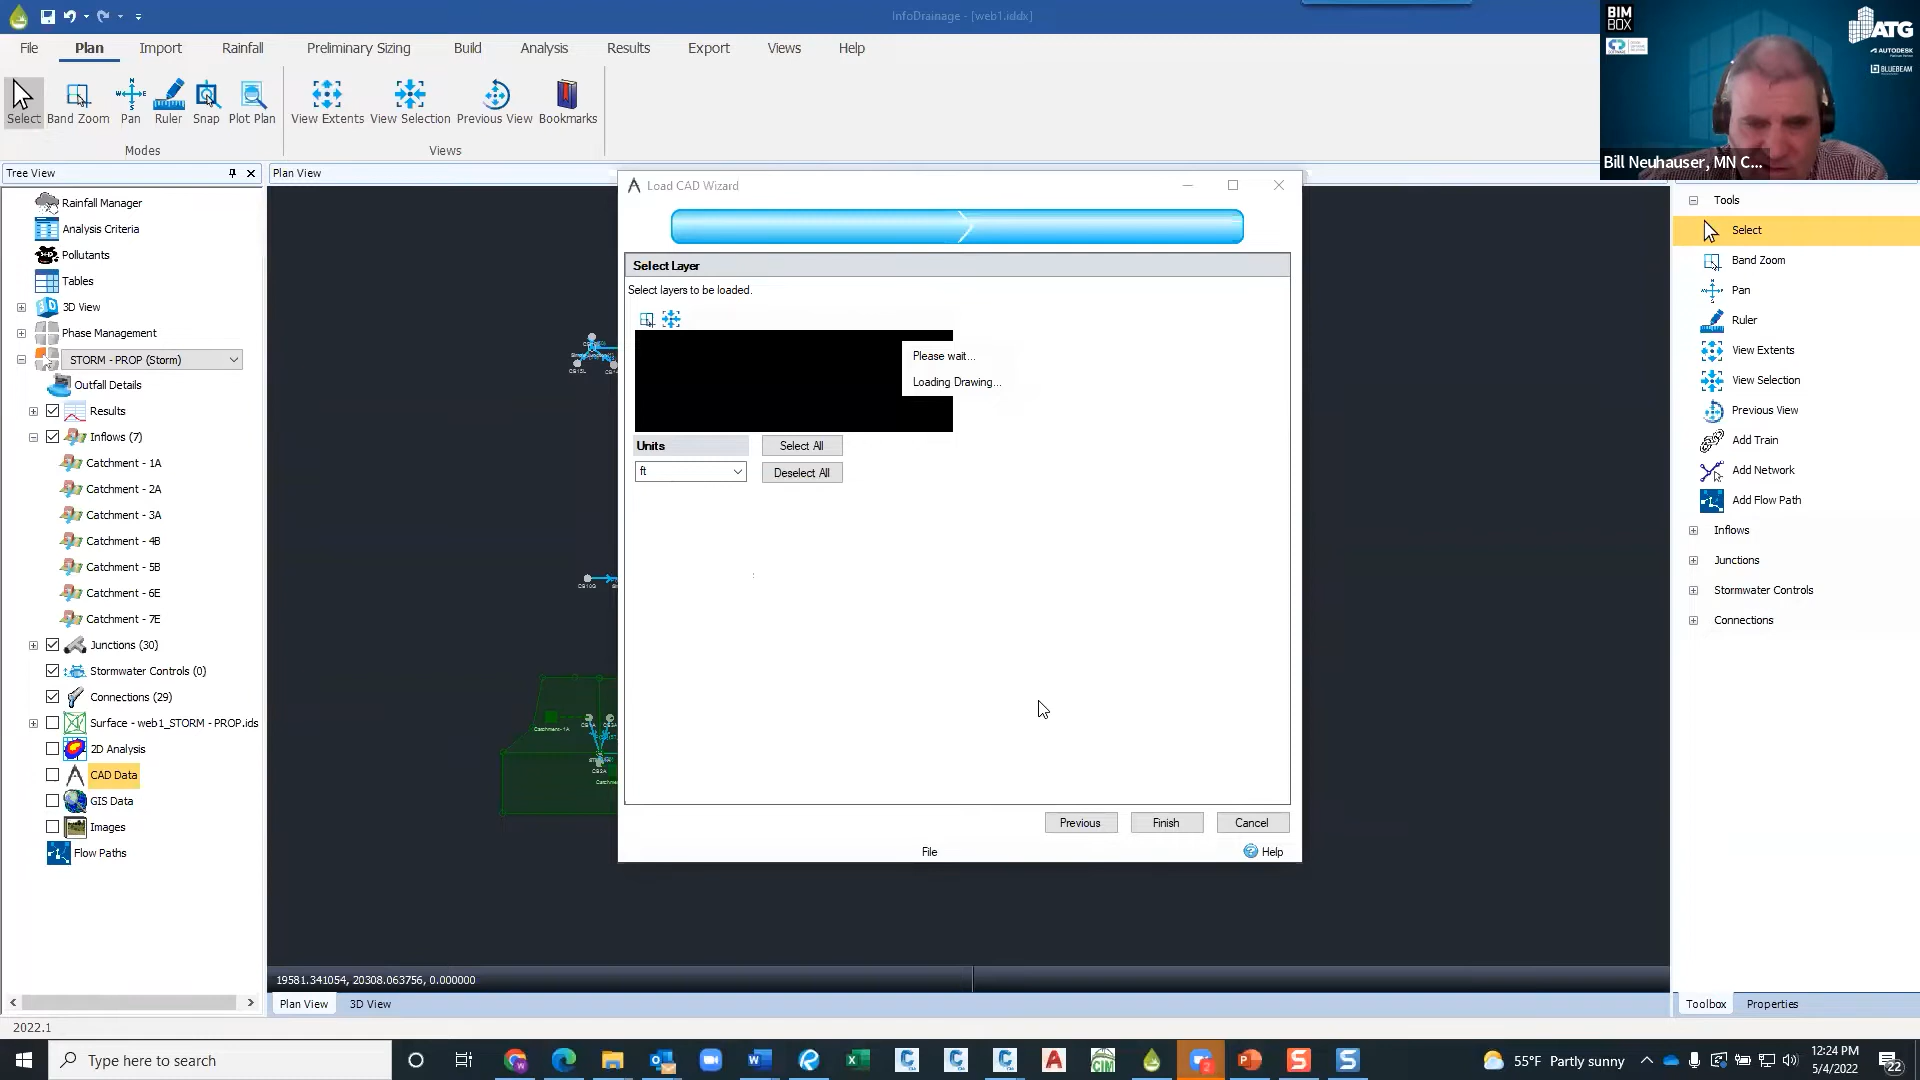 InfoDrainage - [web1.iddx]
BIM
BOX
ATG
AUTODESK
BLUEBEAM
Bill Neuhauser, MN C...
File Plan Import Rainfall Preliminary Sizing Build Analysis Results Export Views Help
Select Band Zoom Pan Ruler Snap Plot Plan View Extents View Selection Previous View Bookmarks
Modes Views
Tree View
Rainfall Manager
Analysis Criteria
Pollutants
Tables
3D View
Phase Management
STORM - PROP (Storm)
Outfall Details
Results
Inflows (7)
Catchment - 1A
Catchment - 2A
Catchment - 3A
Catchment - 4B
Catchment - 5B
Catchment - 6E
Catchment - 7E
Junctions (30)
Stormwater Controls (0)
Connections (29)
Surface - web1_STORM - PROP.ids
2D Analysis
CAD Data
GIS Data
Images
Flow Paths
Plan View
Load CAD Wizard
Select Layer
Select layers to be loaded.
Please wait...
Loading Drawing...
Units
ft
Select All
Deselect All
Previous Finish Cancel
File
Help
Catchment - 1A
19581.341054, 20308.063756, 0.000000
Plan View 3D View
Tools
Select
Band Zoom
Pan
Ruler
View Extents
View Selection
Previous View
Add Train
Add Network
Add Flow Path
Inflows
Junctions
Stormwater Controls
Connections
Toolbox Properties
2022.1
Type here to search
55°F Partly sunny
12:24 PM
5/4/2022
22